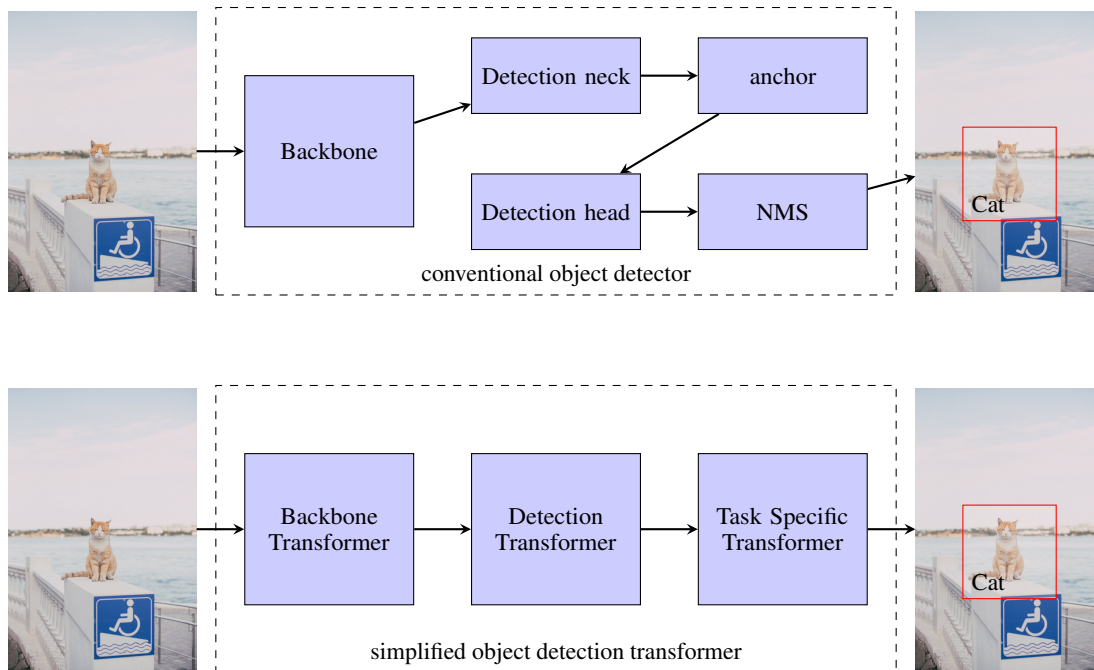 Backbone
Detection neck
anchor
Detection head
NMS
Cat
conventional object detector
Backbone
Transformer
Detection
Transformer
Task Specific
Transformer
Cat
simplified object detection transformer